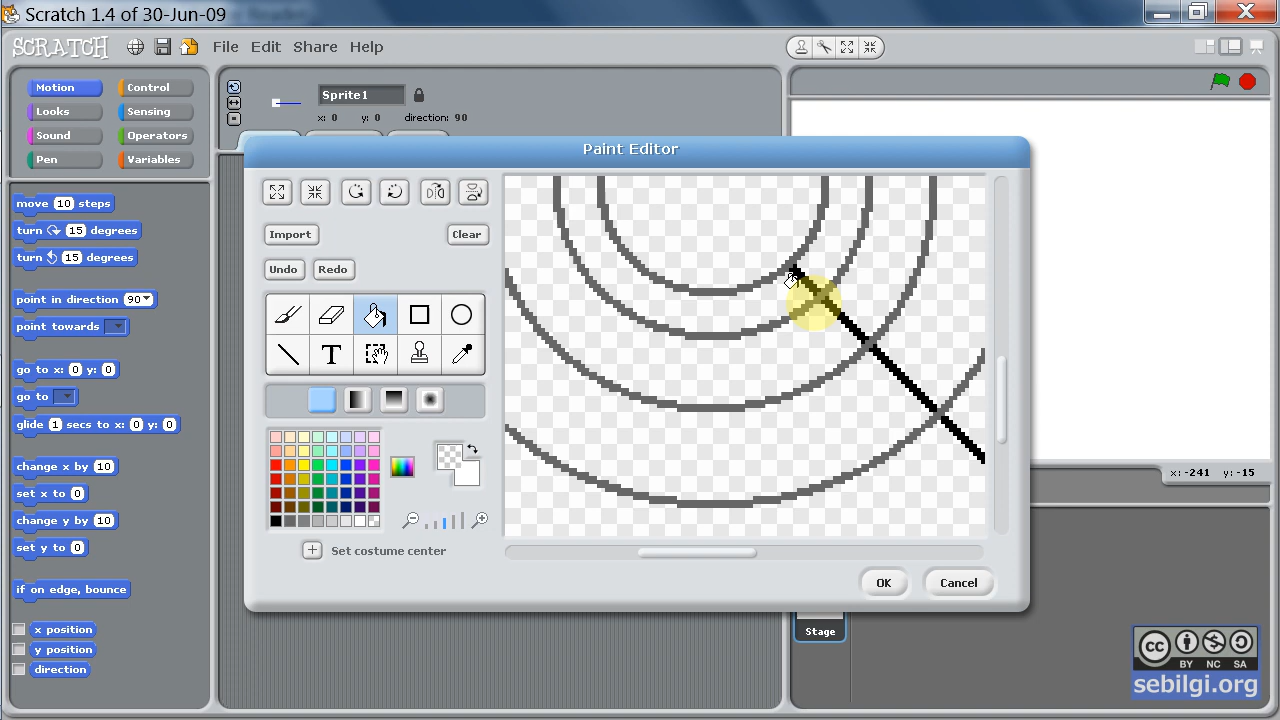 Scratch 1.4 of 30-Jun-09
SCRATCH File Edit Share Help
Motion Control
Looks Sensing
Sound Operators
Pen Variables
Sprite1
x: 0 y: 0 direction: 90
move 10 steps
turn 15 degrees
turn 15 degrees
point in direction 90
point towards
go to x: 0 y: 0
go to
glide 1 secs to x: 0 y: 0
change x by 10
set x to 0
change y by 10
set y to 0
if on edge, bounce
x position
y position
direction
Paint Editor
Import Clear
Undo Redo
T
Set costume center
OK Cancel
x: -241 y: -15
Stage
cc BY NC SA
sebilgi.org